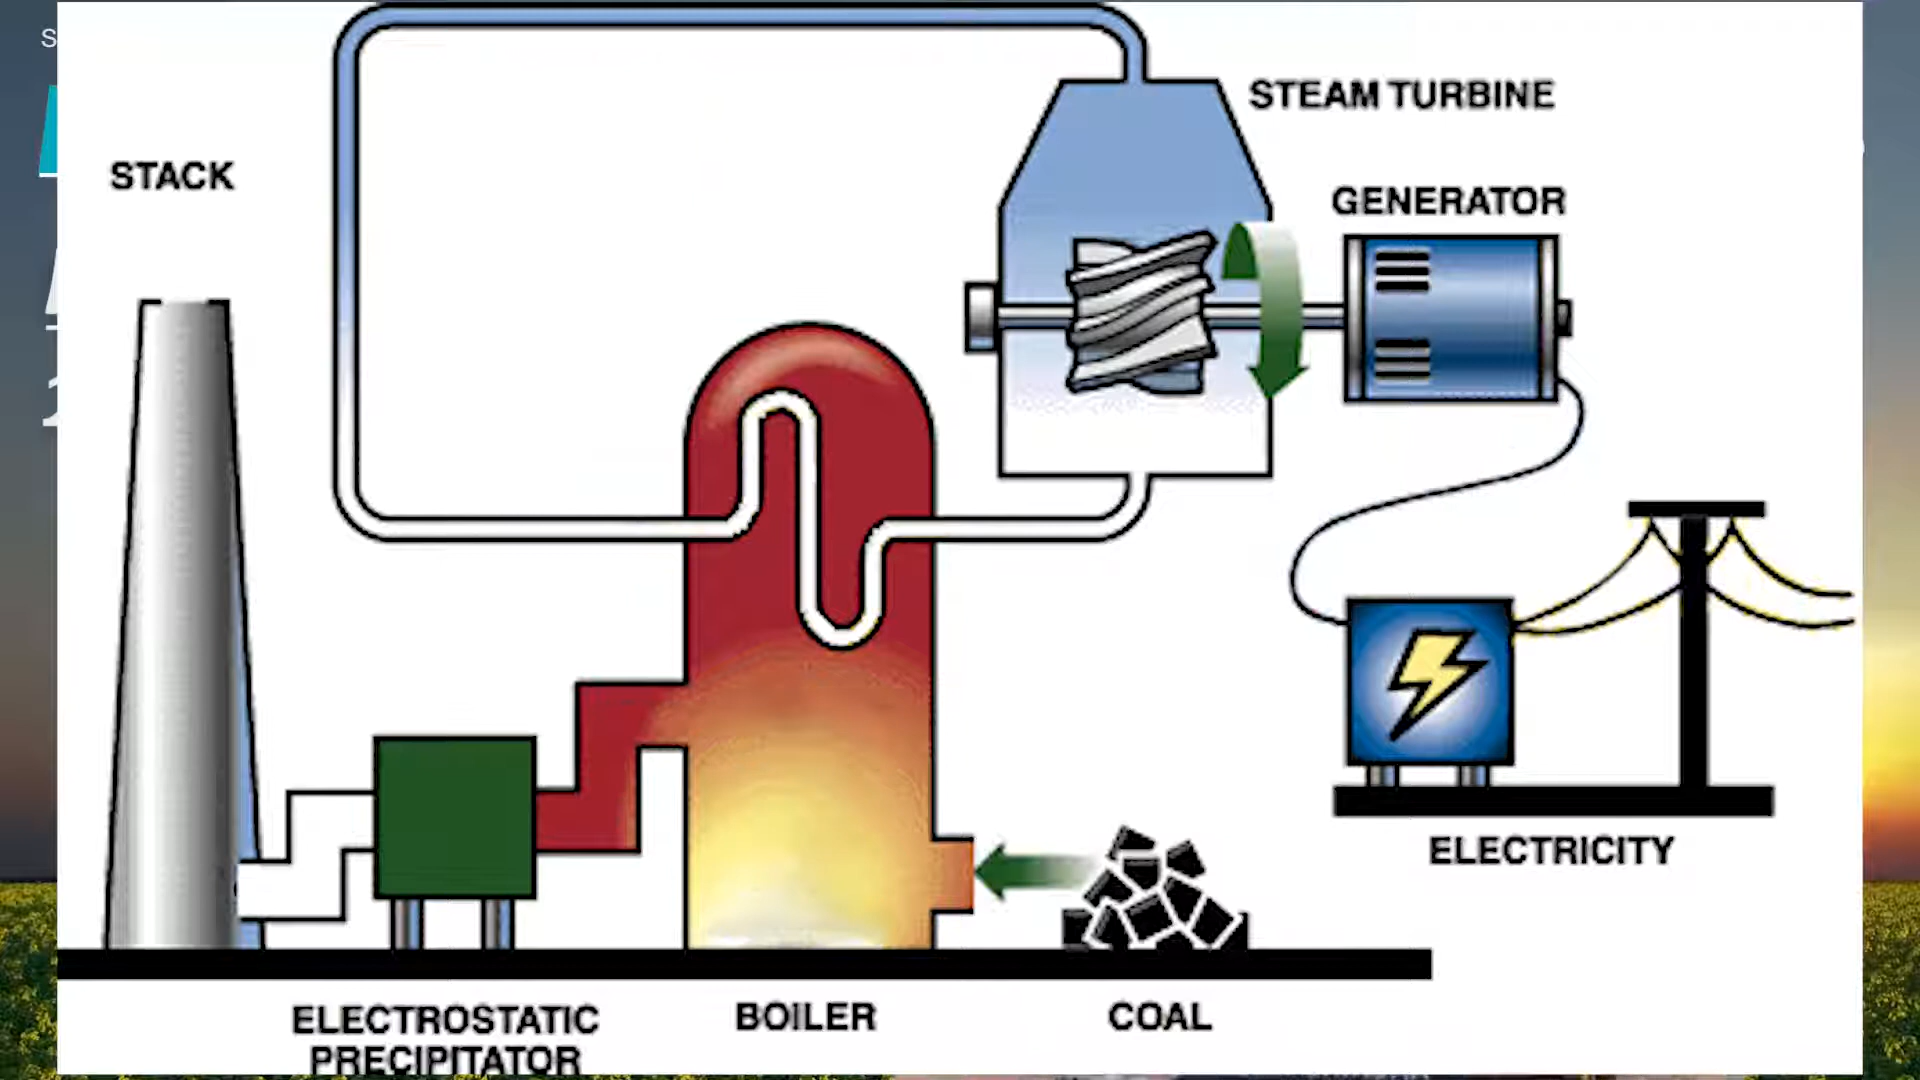 STEAM TURBINE
STACK
GENERATOR
ELECTRICITY
ELECTROSTATIC
PRECIPITATOR
BOILER
COAL